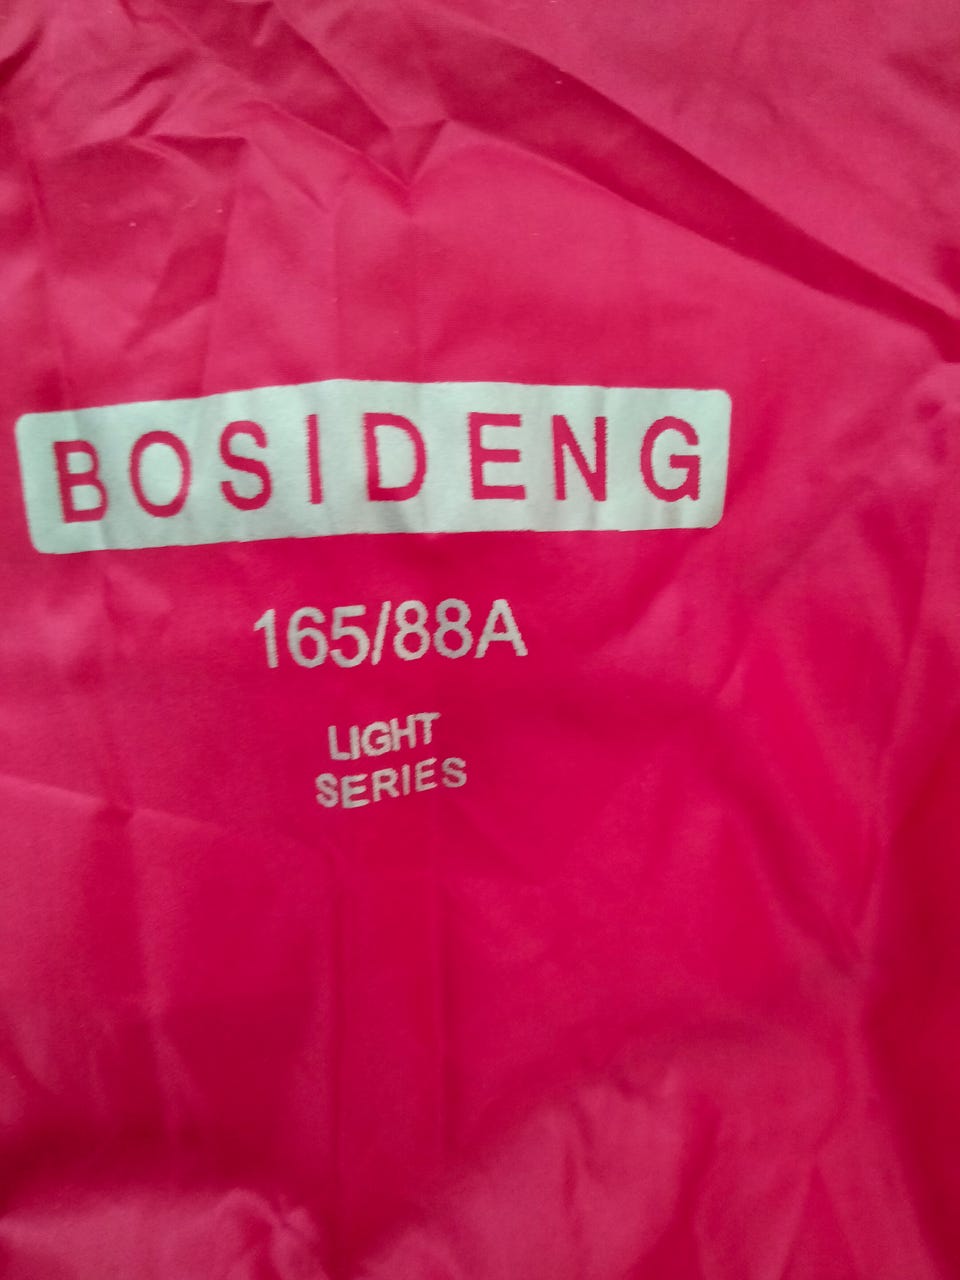 BOSIDENG
165/88A
LIGHT
SERIES